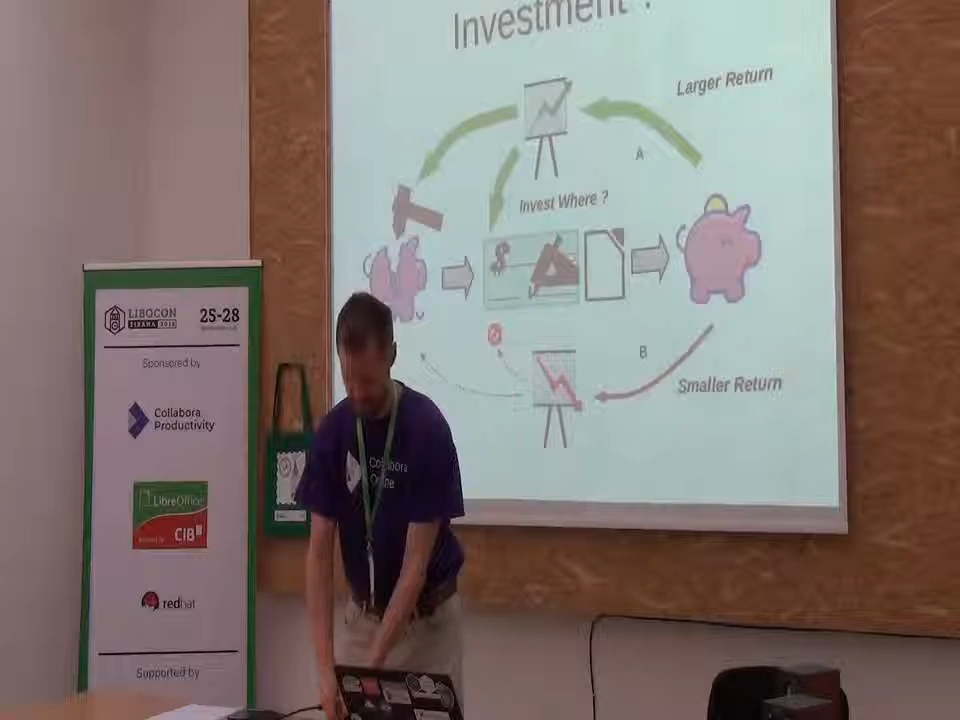 Investment ?
Larger Return
A
Invest Where ?
$
B
Smaller Return
LIBOCON
TIRANA 2018
25-28
Sponsored by
Collabora
Productivity
LibreOffice
CIB
redhat
Supported by
Collabora
Online